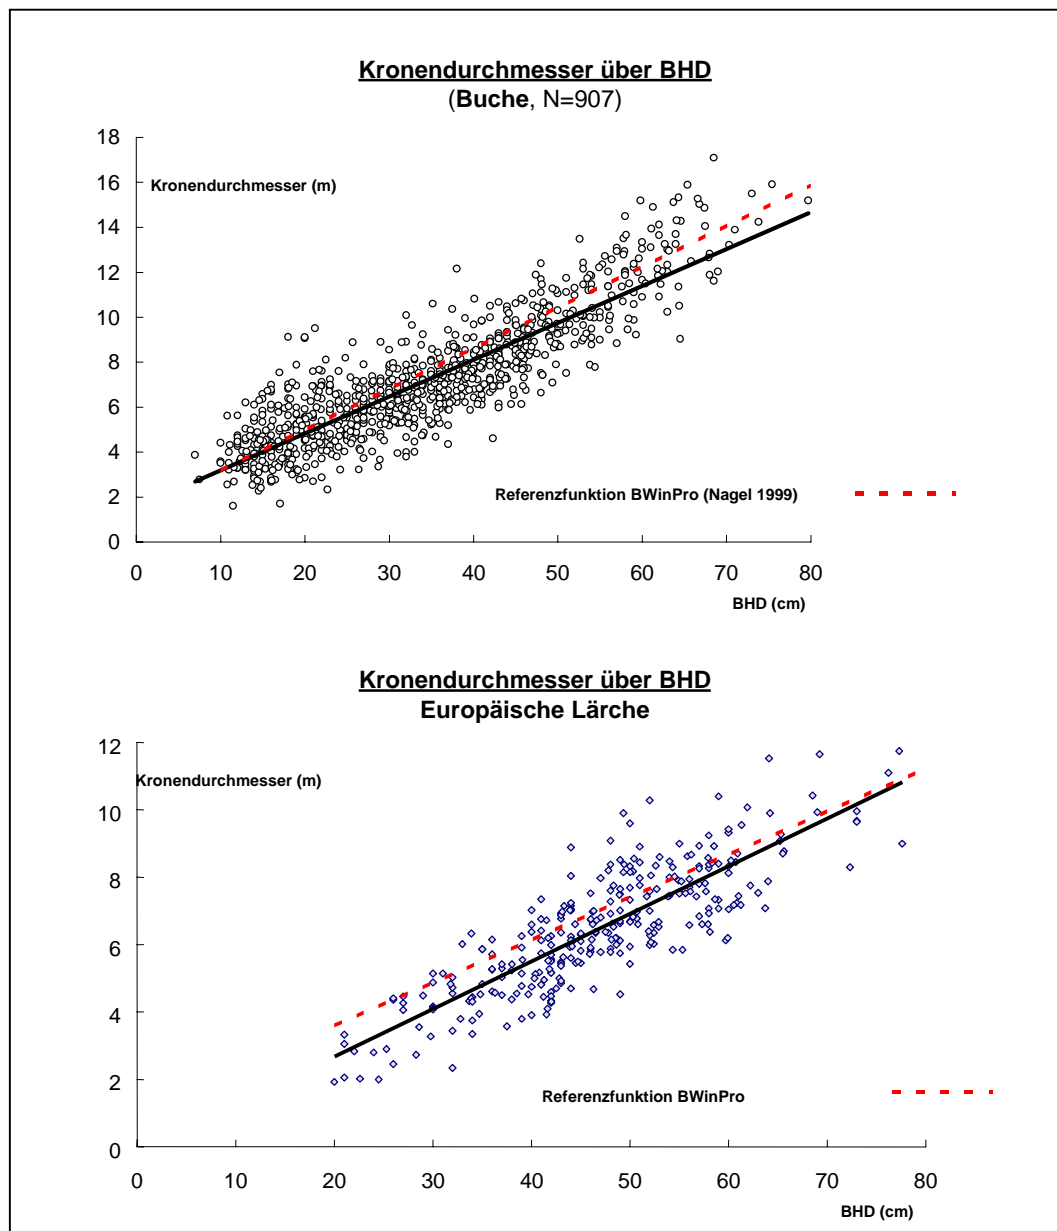 Kronendurchmesser über BHD
(Buche, N=907)
18
Kronendurchmesser (m)
16
14
12
10
8
6
4
Referenzfunktion BWinPro (Nagel 1999)
2
0
0 10 20 30 40 50 60 70 80
BHD (cm)
Kronendurchmesser über BHD
Europäische Lärche
12
Kronendurchmesser (m)
10
8
6
4
2
Referenzfunktion BWinPro
0
0 10 20 30 40 50 60 70 80
BHD (cm)